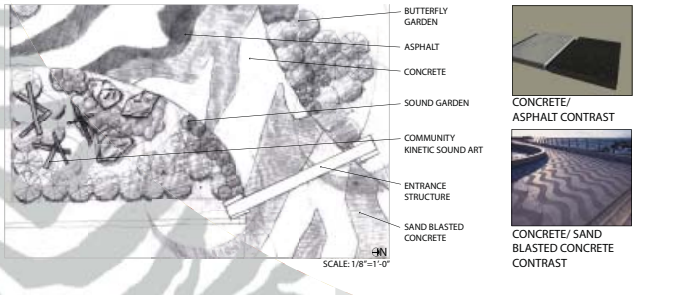 BUTTERFLY
GARDEN
ASPHALT
CONCRETE
SOUND GARDEN
COMMUNITY
KINETIC SOUND ART
ENTRANCE
STRUCTURE
SAND BLASTED
CONCRETE
N
SCALE: 1/8"=1'-0"
CONCRETE/
ASPHALT CONTRAST
CONCRETE/ SAND
BLASTED CONCRETE
CONTRAST